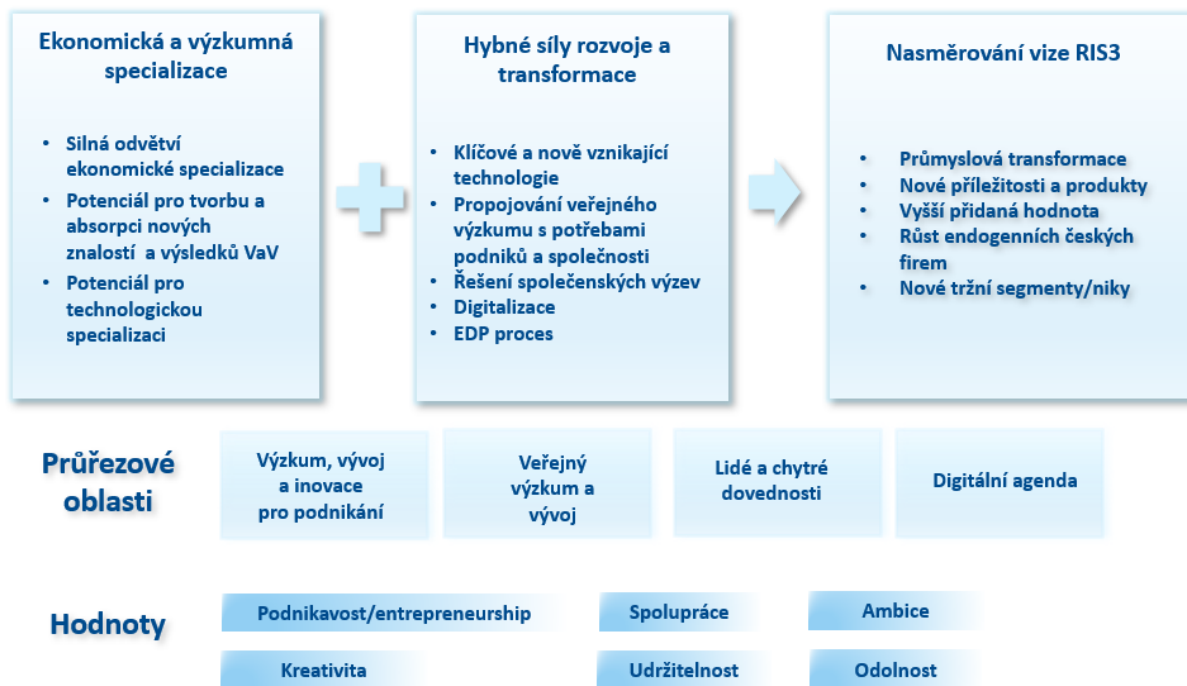 Ekonomická a výzkumná
specializace
• Silná odvětví
ekonomické specializace
• Potenciál pro tvorbu a
absorpci nových
znalostí a výsledků VaV
• Potenciál pro
technologickou
specializaci
Hybné síly rozvoje a
transformace
• Klíčové a nově vznikající
technologie
• Propojování veřejného
výzkumu s potřebami
podniků a společnosti
• Řešení společenských výzev
• Digitalizace
• EDP proces
Nasměrování vize RIS3
• Průmyslová transformace
• Nové příležitosti a produkty
• Vyšší přidaná hodnota
• Růst endogenních českých
firem
• Nové tržní segmenty/niky
Průřezové
oblasti
Výzkum, vývoj
a inovace
pro podnikání
Veřejný
výzkum a
vývoj
Lidé a chytré
dovednosti
Digitální agenda
Hodnoty
Podnikavost/entrepreneurship
Spolupráce
Ambice
Kreativita
Udržitelnost
Odolnost